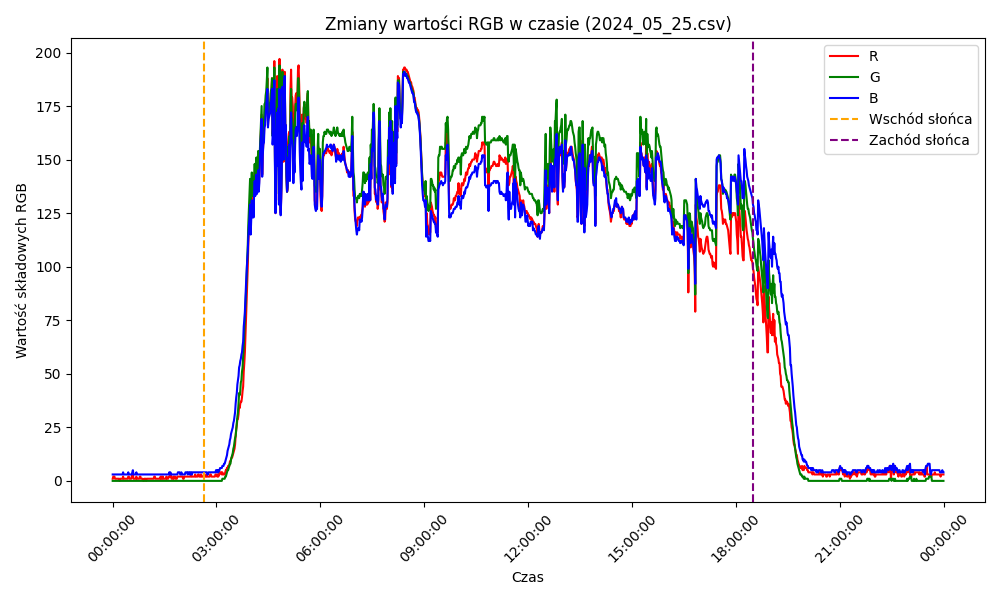 Zmiany wartości RGB w czasie (2024_05_25.csv)
R
G
B
Wschód słońca
Zachód słońca
Wartość składowych RGB
200
175
150
125
100
75
50
25
0
00:00:00
03:00:00
06:00:00
09:00:00
12:00:00
15:00:00
18:00:00
21:00:00
00:00:00
Czas